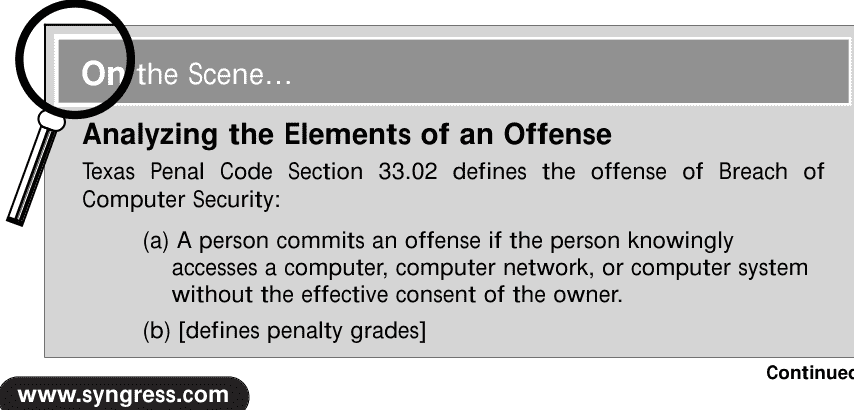 On the Scene...
Analyzing the Elements of an Offense
Texas Penal Code Section 33.02 defines the offense of Breach of
Computer Security:
(a) A person commits an offense if the person knowingly
accesses a computer, computer network, or computer system
without the effective consent of the owner.
(b) [defines penalty grades]
Continued
www.syngress.com